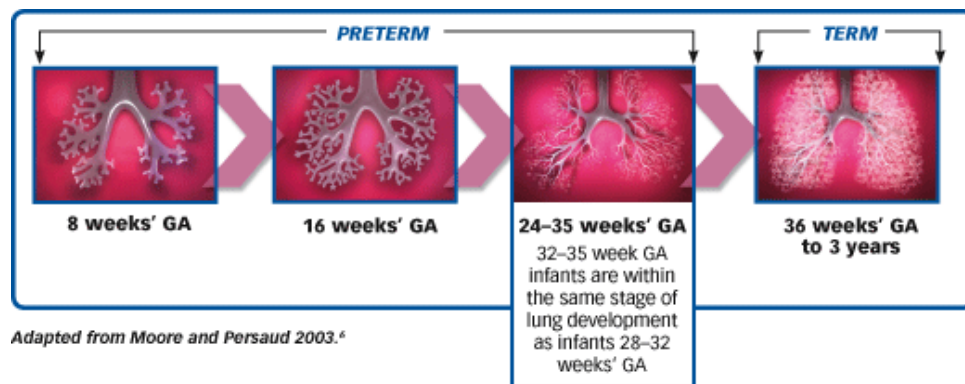 PRETERM
TERM
8 weeks’ GA
16 weeks’ GA
24–35 weeks’ GA
32–35 week GA
infants are within
the same stage of
lung development
as infants 28–32
weeks’ GA
36 weeks’ GA
to 3 years
Adapted from Moore and Persaud 2003.⁶